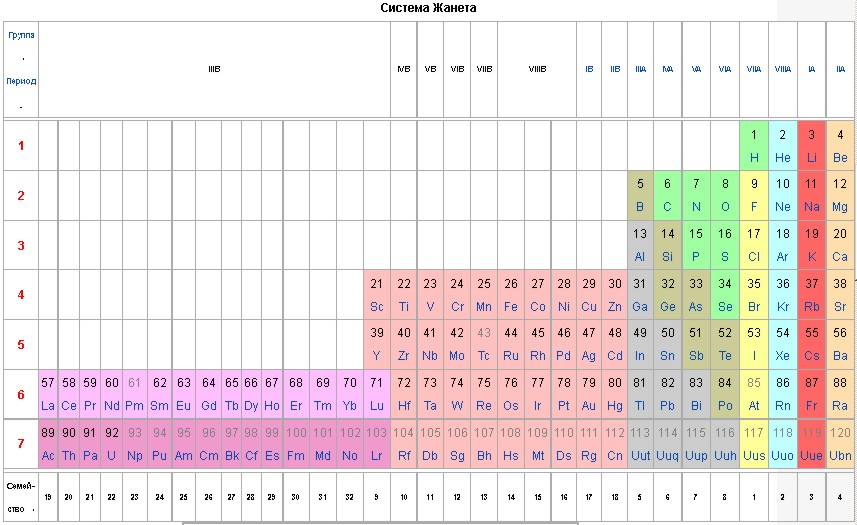 Система Жанета
Группа
.
Период
.
IIIB IVB VB VIB VIIB VIIIB IB IIB IIIA IVA VA VIA VIIA VIIIA IA IIA
1 1 2 3 4
H He Li Be
2 5 6 7 8 9 10 11 12
B C N O F Ne Na Mg
3 13 14 15 16 17 18 19 20
Al Si P S Cl Ar K Ca
4 21 22 23 24 25 26 27 28 29 30 31 32 33 34 35 36 37 38
Sc Ti V Cr Mn Fe Co Ni Cu Zn Ga Ge As Se Br Kr Rb Sr
5 39 40 41 42 43 44 45 46 47 48 49 50 51 52 53 54 55 56
Y Zr Nb Mo Tc Ru Rh Pd Ag Cd In Sn Sb Te I Xe Cs Ba
6 57 58 59 60 61 62 63 64 65 66 67 68 69 70 71 72 73 74 75 76 77 78 79 80 81 82 83 84 85 86 87 88
La Ce Pr Nd Pm Sm Eu Gd Tb Dy Ho Er Tm Yb Lu Hf Ta W Re Os Ir Pt Au Hg Tl Pb Bi Po At Rn Fr Ra
7 89 90 91 92 93 94 95 96 97 98 99 100 101 102 103 104 105 106 107 108 109 110 111 112 113 114 115 116 117 118 119 120
Ac Th Pa U Np Pu Am Cm Bk Cf Es Fm Md No Lr Rf Db Sg Bh Hs Mt Ds Rg Cn Uut Uuq Uup Uuh Uus Uuo Uue Ubn
Семей-
ство . 19 20 21 22 23 24 25 26 27 28 29 30 31 32 9 10 11 12 13 14 15 16 17 18 5 6 7 8 1 2 3 4